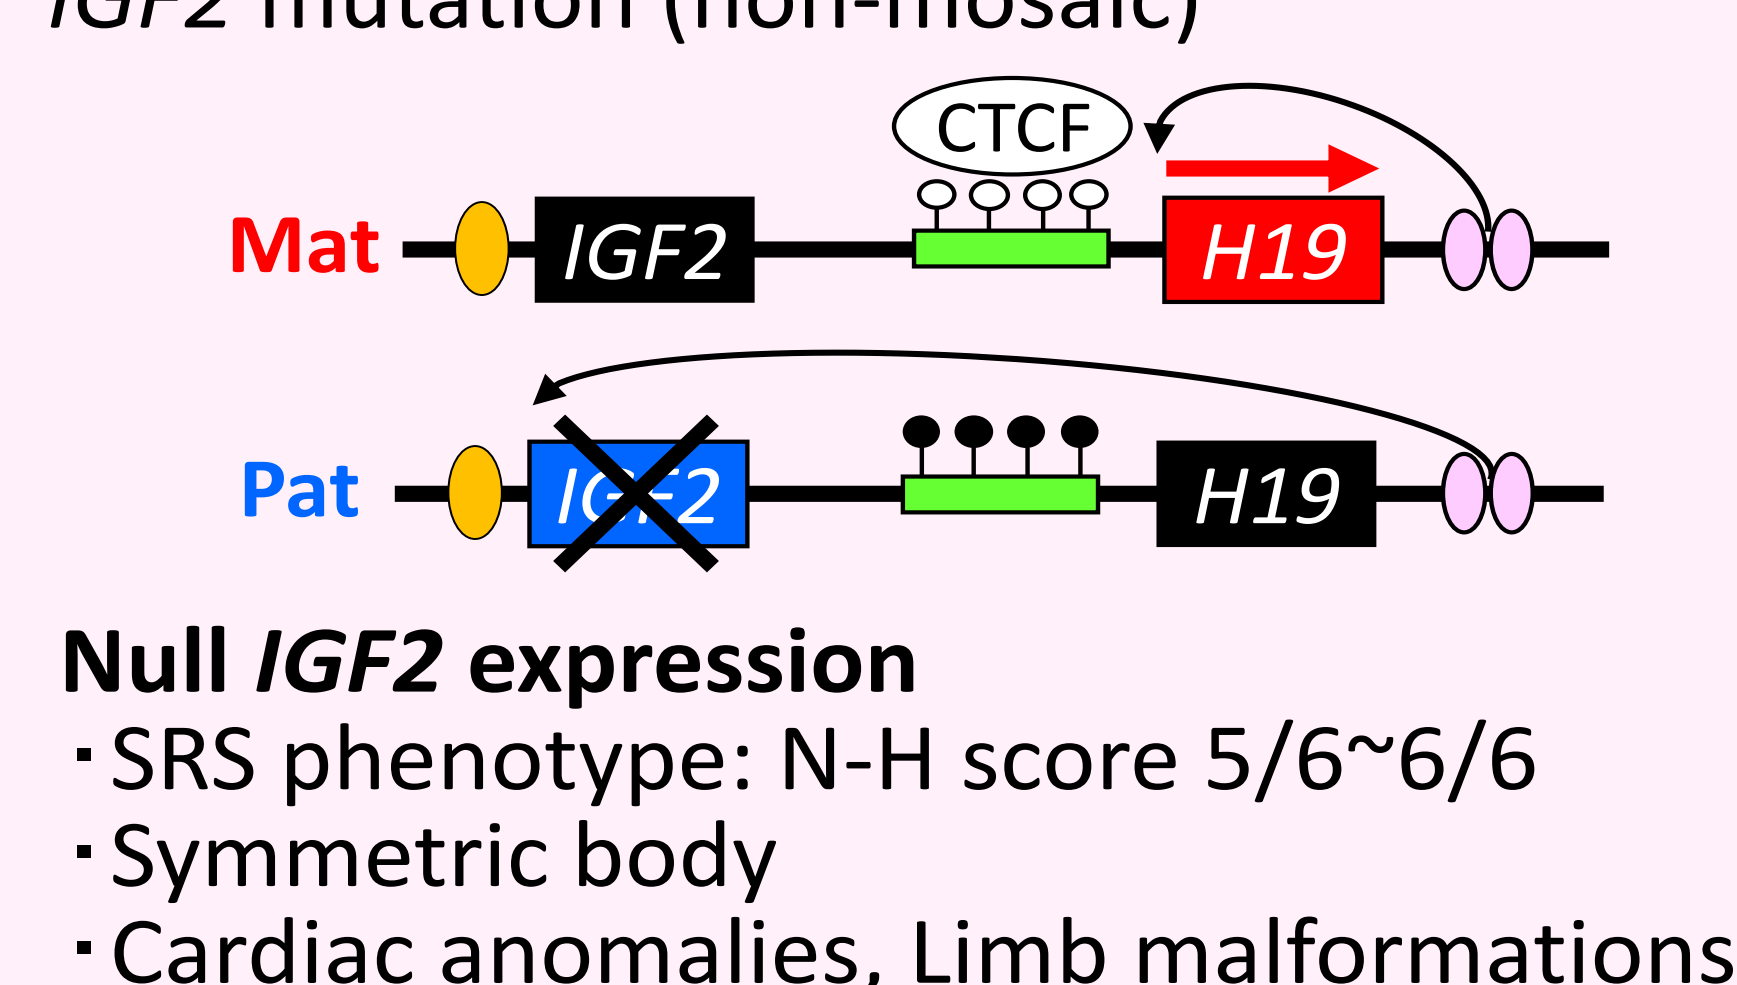 IGF2 mutation (non-mosaic)
CTCF
Mat IGF2 H19
Pat IGF2 H19
Null IGF2 expression
▪SRS phenotype: N-H score 5/6~6/6
▪Symmetric body
▪Cardiac anomalies, Limb malformations